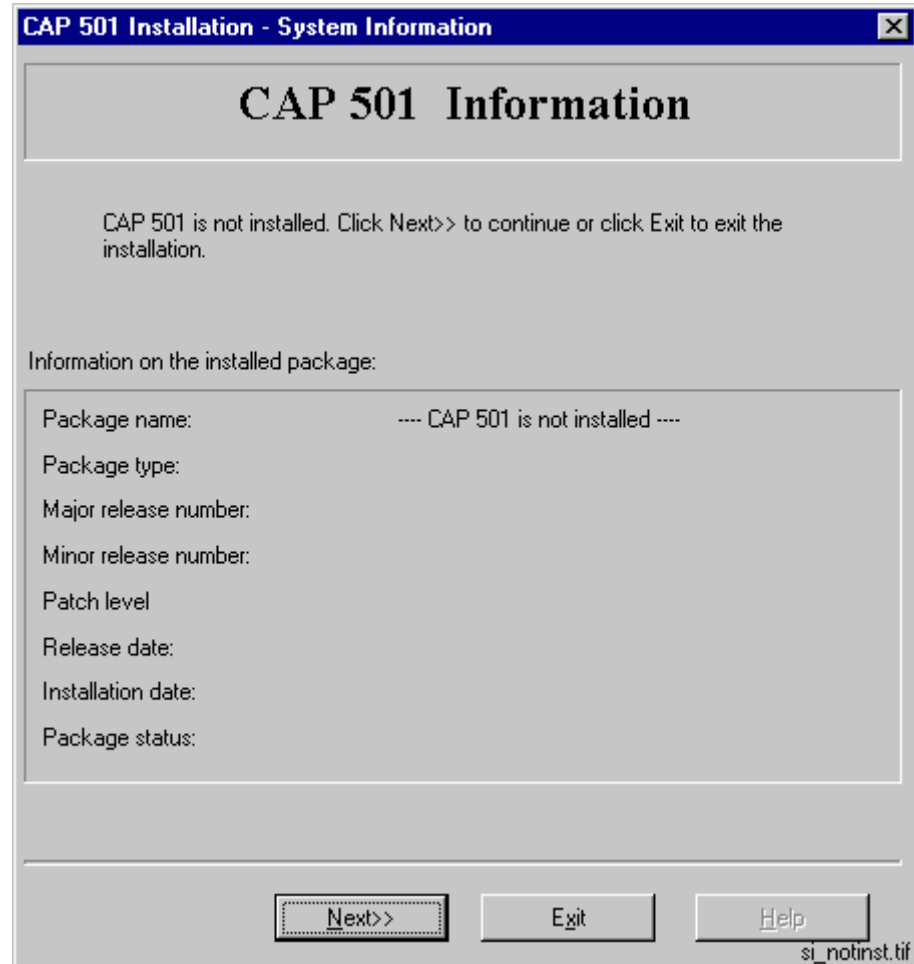 CAP 501 Installation - System Information
CAP 501 Information
CAP 501 is not installed. Click Next>> to continue or click Exit to exit the
installation.
Information on the installed package:
Package name: ---- CAP 501 is not installed ----
Package type:
Major release number:
Minor release number:
Patch level
Release date:
Installation date:
Package status:
Next>> Exit Help
si_notinst.tif